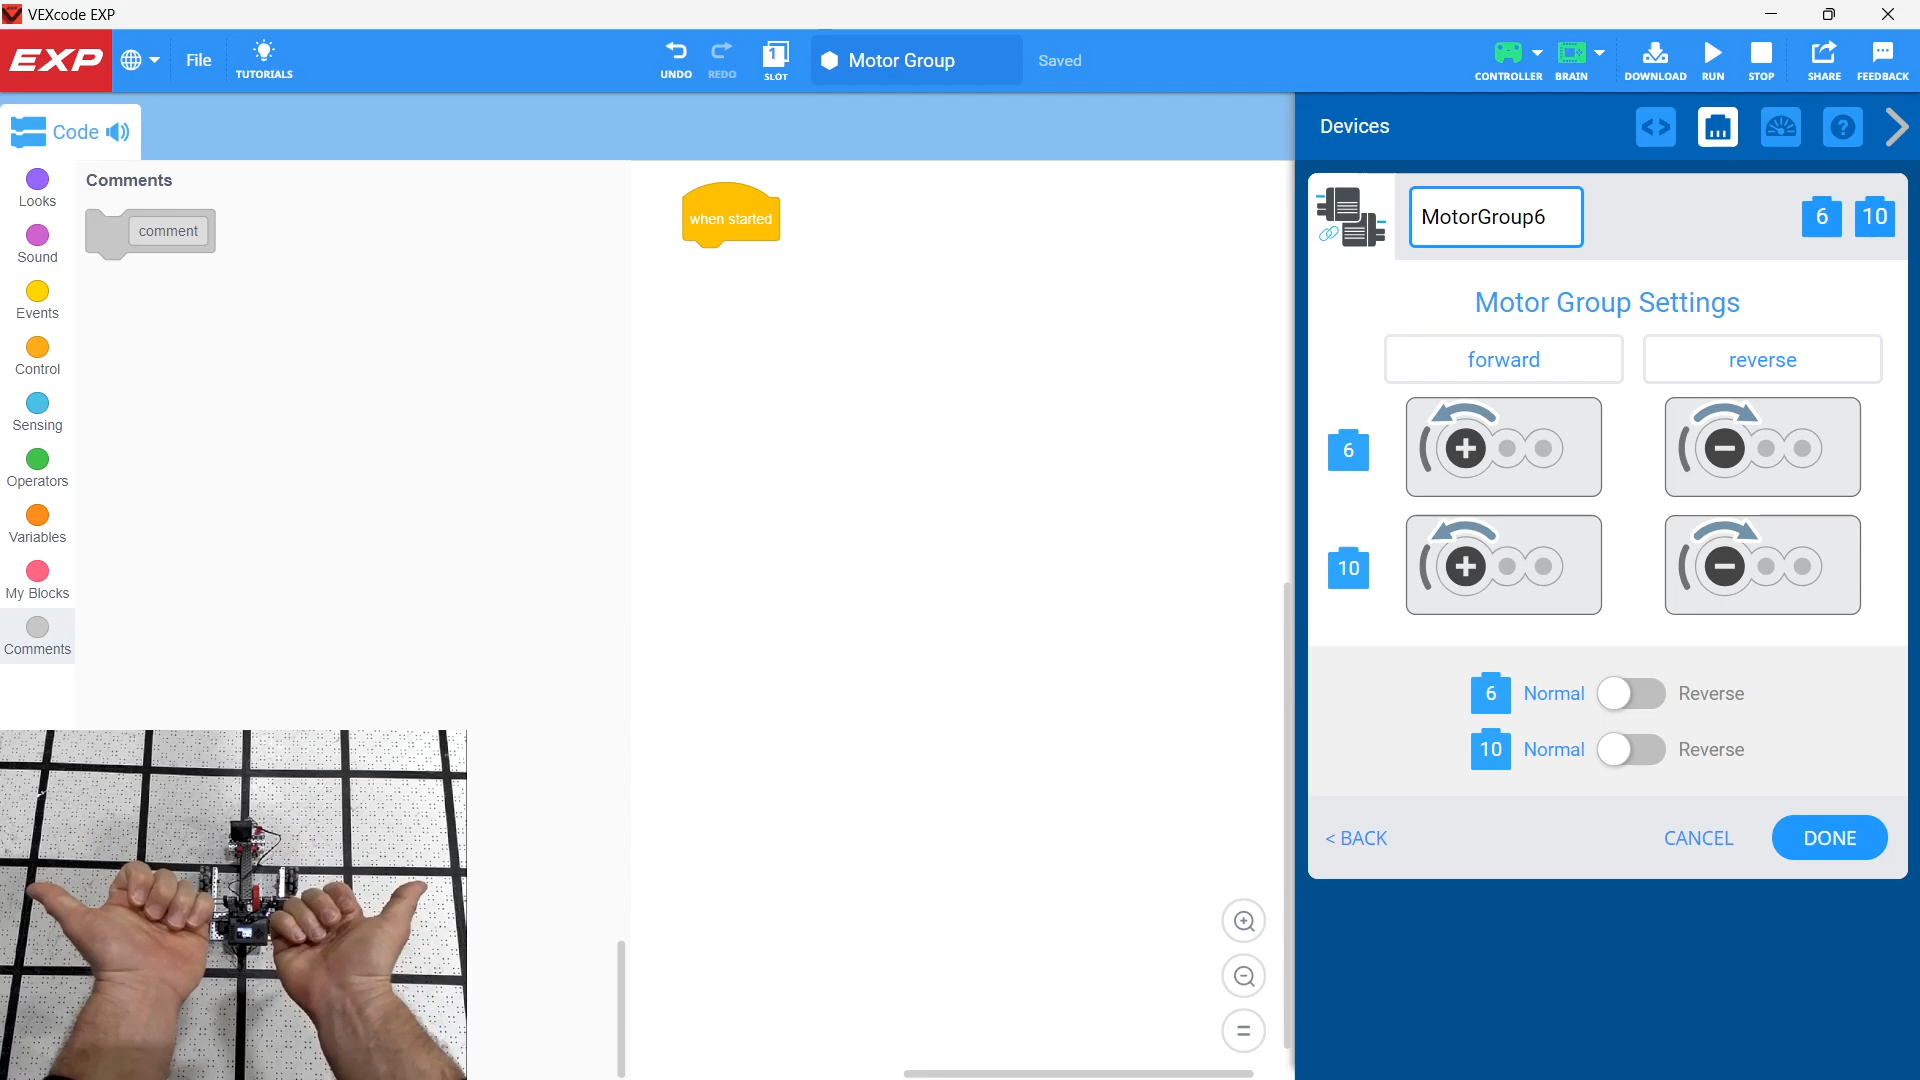 VEXcode EXP
EXP
File
TUTORIALS
UNDO
REDO
1
SLOT
Motor Group
Saved
CONTROLLER
BRAIN
DOWNLOAD
RUN
STOP
SHARE
FEEDBACK
Code
Devices
Looks
Sound
Events
Control
Sensing
Operators
Variables
My Blocks
Comments
Comments
comment
when started
MotorGroup6
6 10
Motor Group Settings
forward reverse
6
10
6 Normal Reverse
10 Normal Reverse
< BACK CANCEL DONE